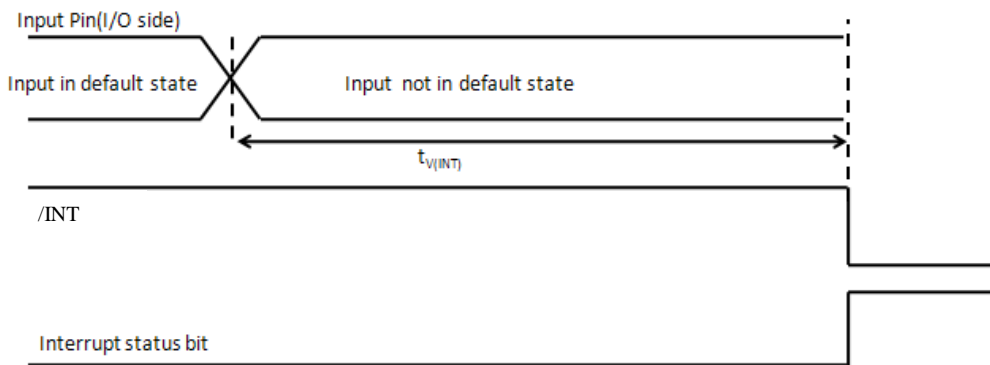 Input Pin(I/O side)
Input in default state
Input not in default state
tV(INT)
/INT
Interrupt status bit